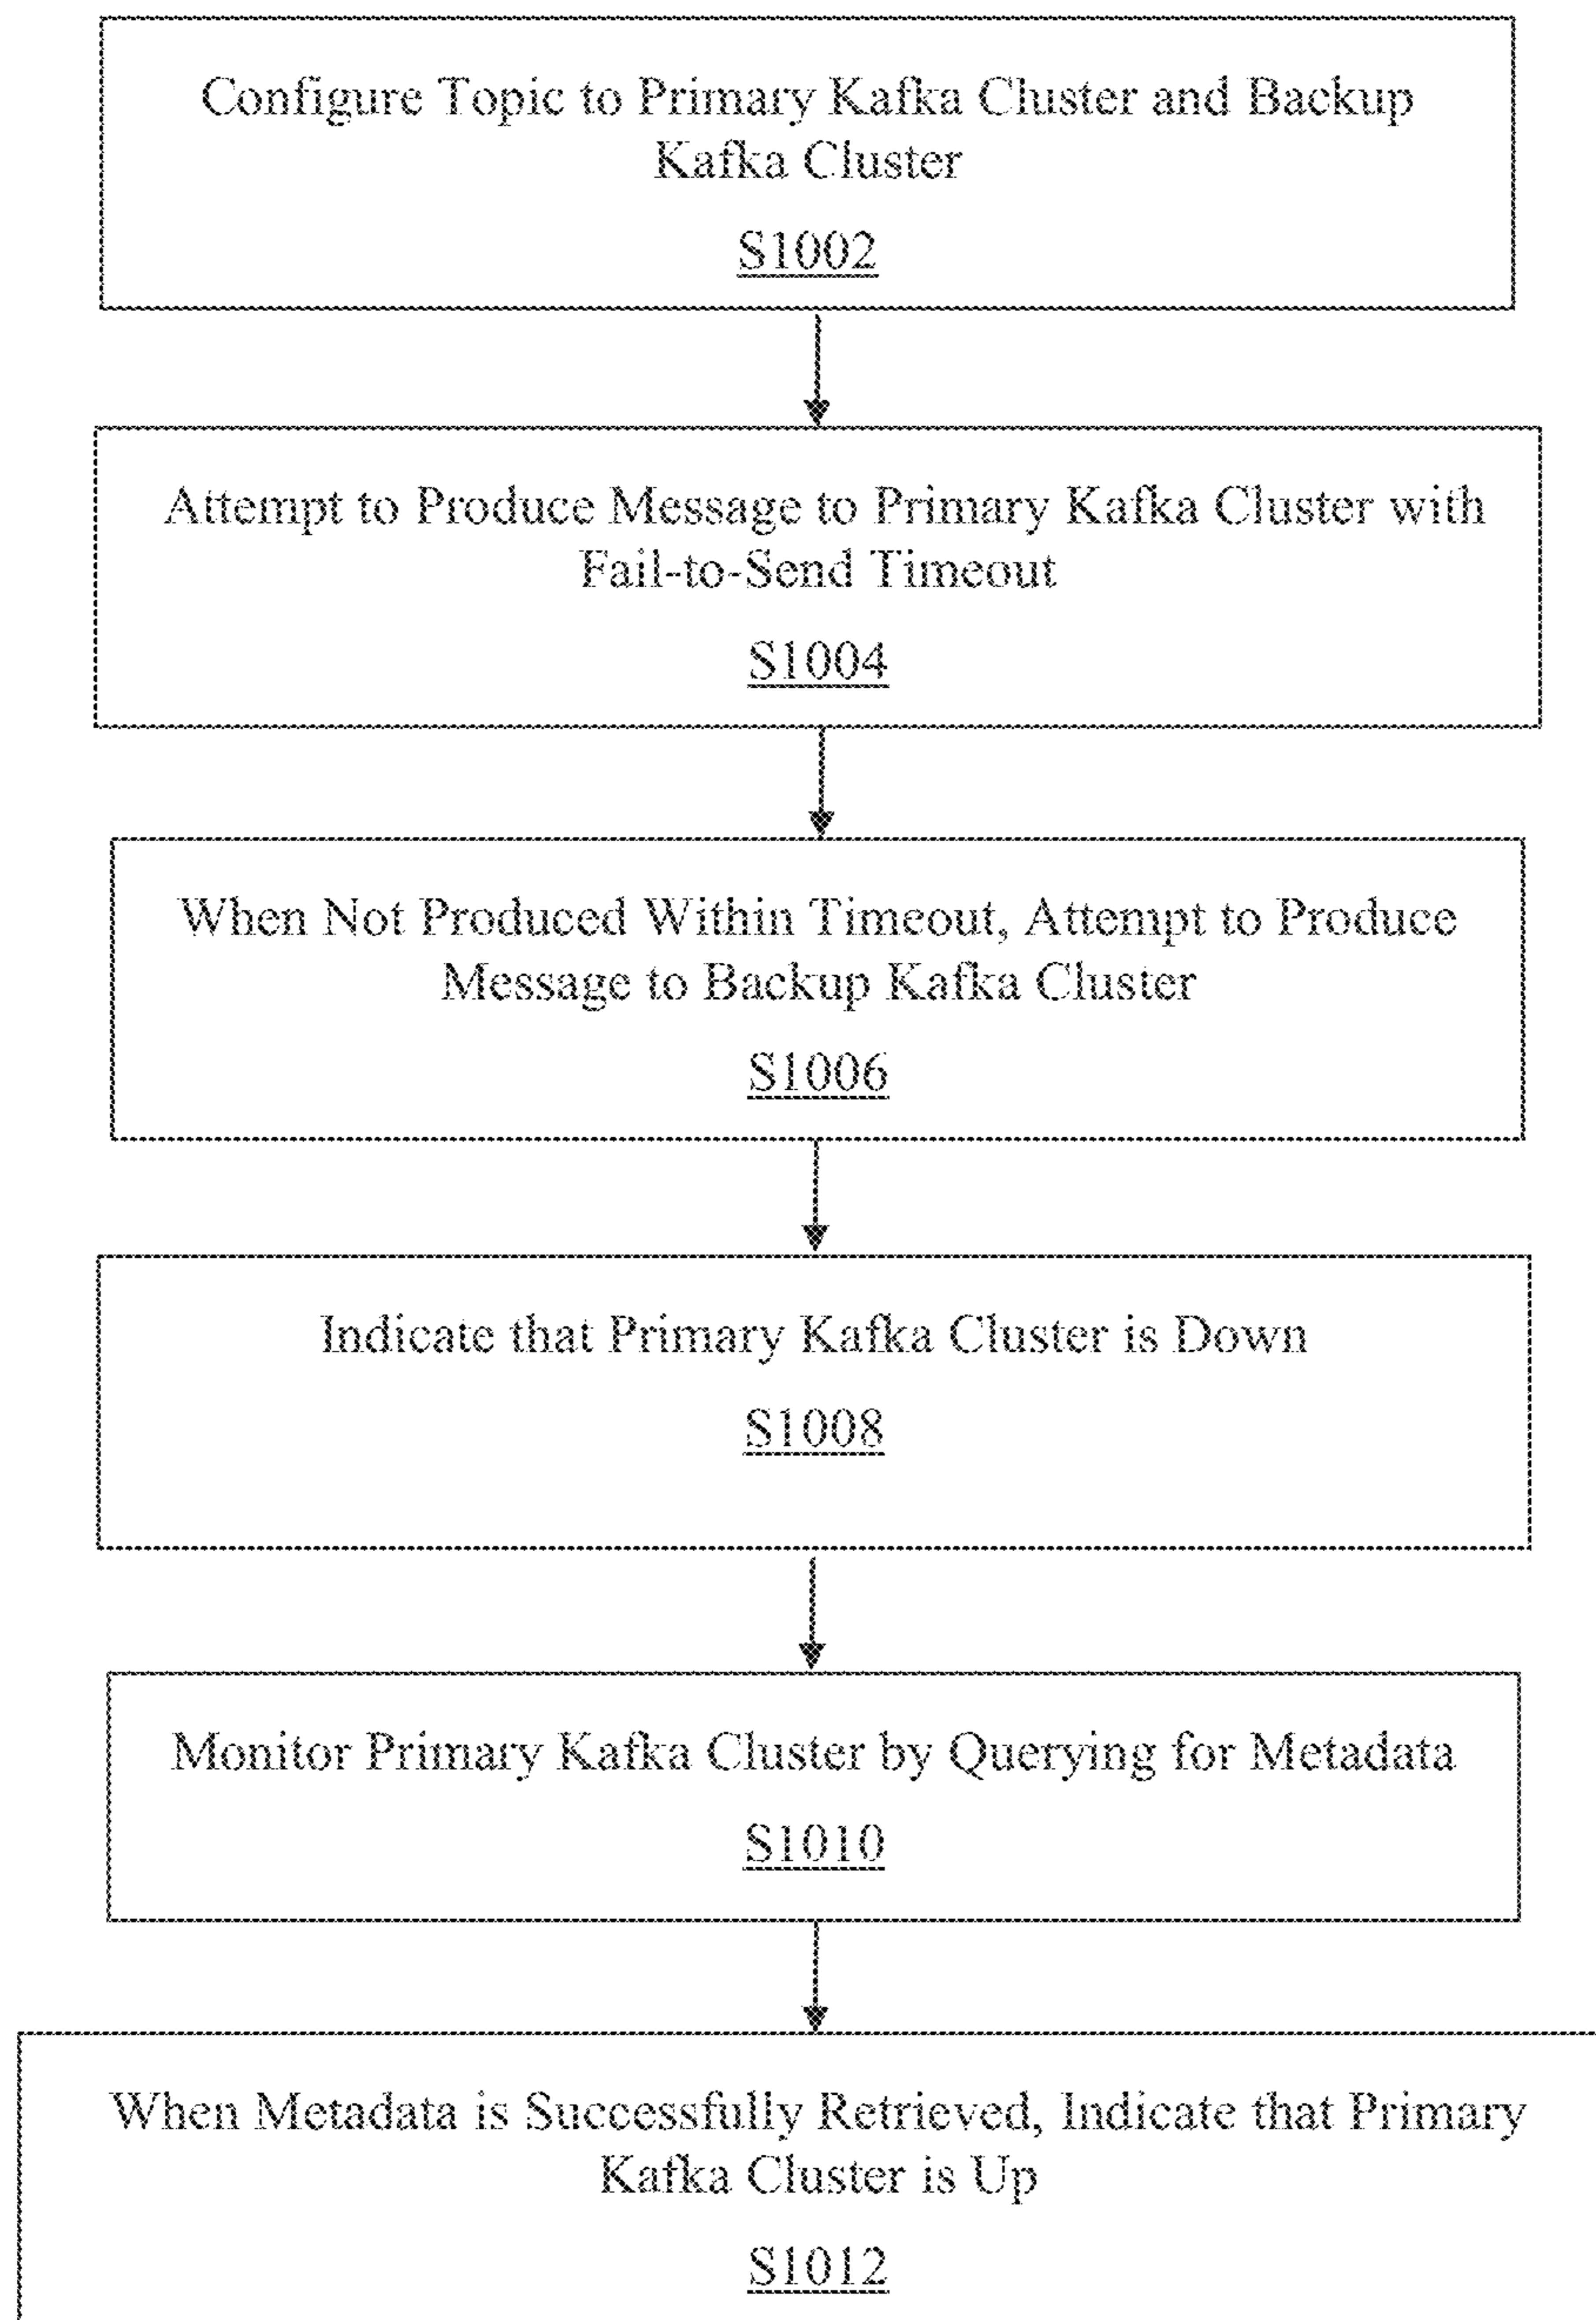 Configure Topic to Primary Kafka Cluster and Backup
Kafka Cluster
S1002
Attempt to Produce Message to Primary Kafka Cluster with
Fail-to-Send Timeout
S1004
When Not Produced Within Timeout, Attempt to Produce
Message to Backup Kafka Cluster
S1006
Indicate that Primary Kafka Cluster is Down
S1008
Monitor Primary Kafka Cluster by Querying for Metadata
S1010
When Metadata is Successfully Retrieved, Indicate that Primary
Kafka Cluster is Up
S1012